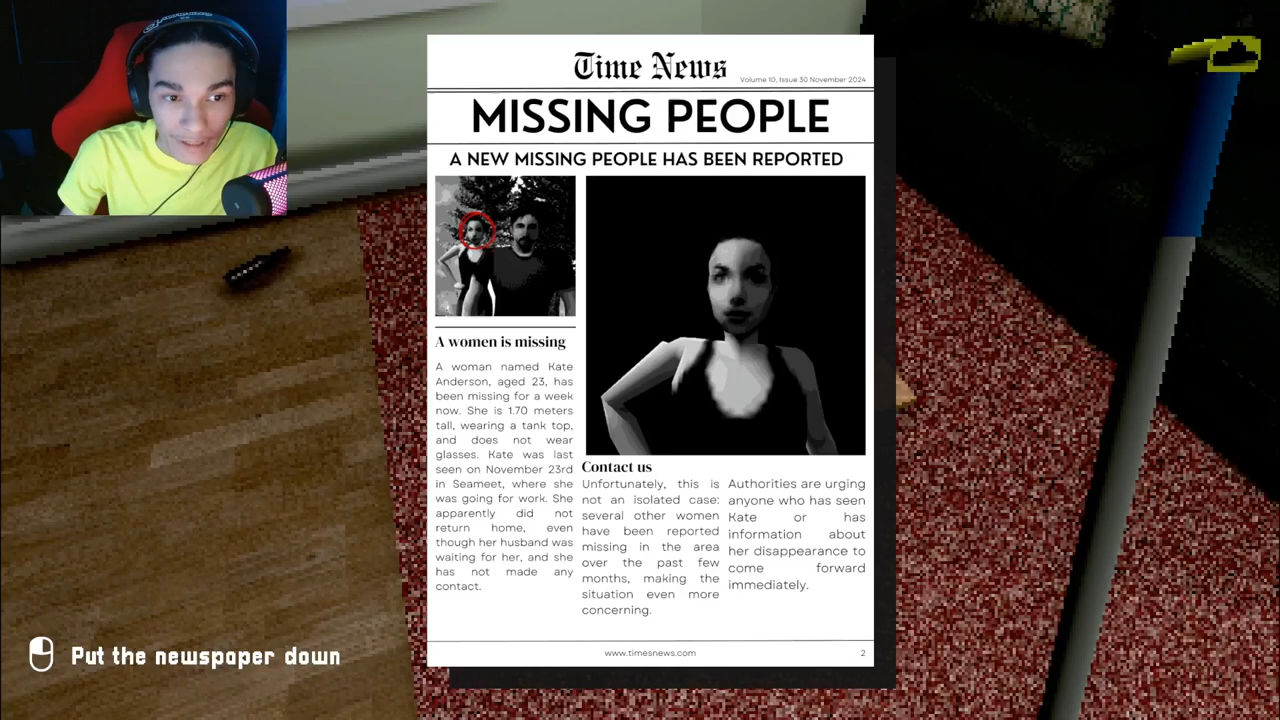 Time News
Volume 10, Issue 30 November 2024
MISSING PEOPLE
A NEW MISSING PEOPLE HAS BEEN REPORTED
A women is missing
A woman named Kate
Anderson, aged 23, has
been missing for a week
now. She is 1.70 meters
tall, wearing a tank top,
and does not wear
glasses. Kate was last
seen on November 23rd
in Seameet, where she
was going for work. She
apparently did not
return home, even
though her husband was
waiting for her, and she
has not made any
contact.
Contact us
Unfortunately, this is
not an isolated case:
several other women
have been reported
missing in the area
over the past few
months, making the
situation even more
concerning.
Authorities are urging
anyone who has seen
Kate or has
information about
her disappearance to
come forward
immediately.
www.timesnews.com
2
Put the newspaper down